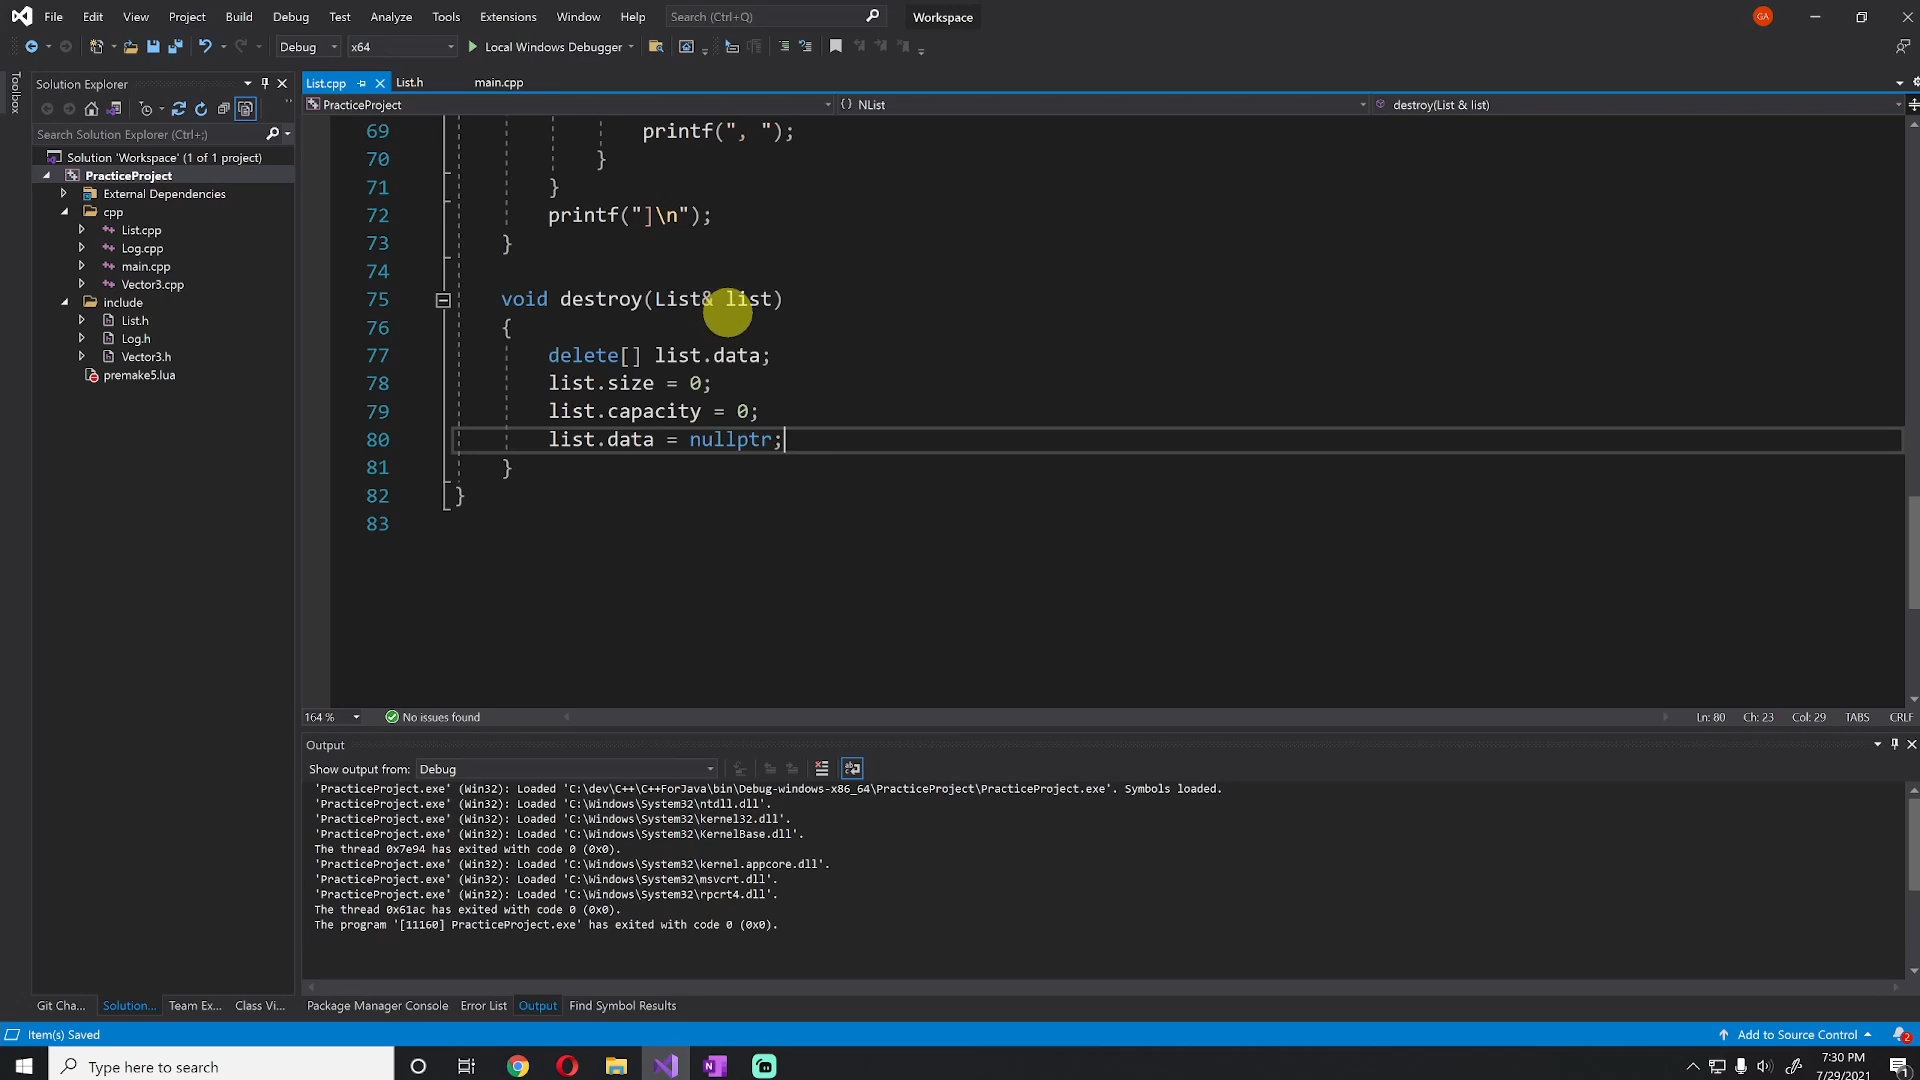 File Edit View Project Build Debug Test Analyze Tools Extensions Window Help Search (Ctrl+Q) Workspace GA
Debug x64 Local Windows Debugger
Toolbox
Solution Explorer
Search Solution Explorer (Ctrl+;)
Solution 'Workspace' (1 of 1 project)
PracticeProject
External Dependencies
cpp
List.cpp
Log.cpp
main.cpp
Vector3.cpp
include
List.h
Log.h
Vector3.h
premake5.lua
List.cpp List.h main.cpp
PracticeProject {} NList destroy(List & list)
69 printf(", ");
70 }
71 }
72 printf("]\n");
73 }
74
75 void destroy(List& list)
76 {
77 delete[] list.data;
78 list.size = 0;
79 list.capacity = 0;
80 list.data = nullptr;
81 }
82 }
83
164 % No issues found Ln: 80 Ch: 23 Col: 29 TABS CRLF
Output
Show output from: Debug
'PracticeProject.exe' (Win32): Loaded 'C:\dev\C++\C++ForJava\bin\Debug-windows-x86_64\PracticeProject\PracticeProject.exe'. Symbols loaded.
'PracticeProject.exe' (Win32): Loaded 'C:\Windows\System32\ntdll.dll'.
'PracticeProject.exe' (Win32): Loaded 'C:\Windows\System32\kernel32.dll'.
'PracticeProject.exe' (Win32): Loaded 'C:\Windows\System32\KernelBase.dll'.
The thread 0x7e94 has exited with code 0 (0x0).
'PracticeProject.exe' (Win32): Loaded 'C:\Windows\System32\kernel.appcore.dll'.
'PracticeProject.exe' (Win32): Loaded 'C:\Windows\System32\msvcrt.dll'.
'PracticeProject.exe' (Win32): Loaded 'C:\Windows\System32\rpcrt4.dll'.
The thread 0x61ac has exited with code 0 (0x0).
The program '[11160] PracticeProject.exe' has exited with code 0 (0x0).
Git Cha... Solution... Team Ex... Class Vi... Package Manager Console Error List Output Find Symbol Results
Item(s) Saved Add to Source Control 2
Type here to search
7:30 PM
7/29/2021 1